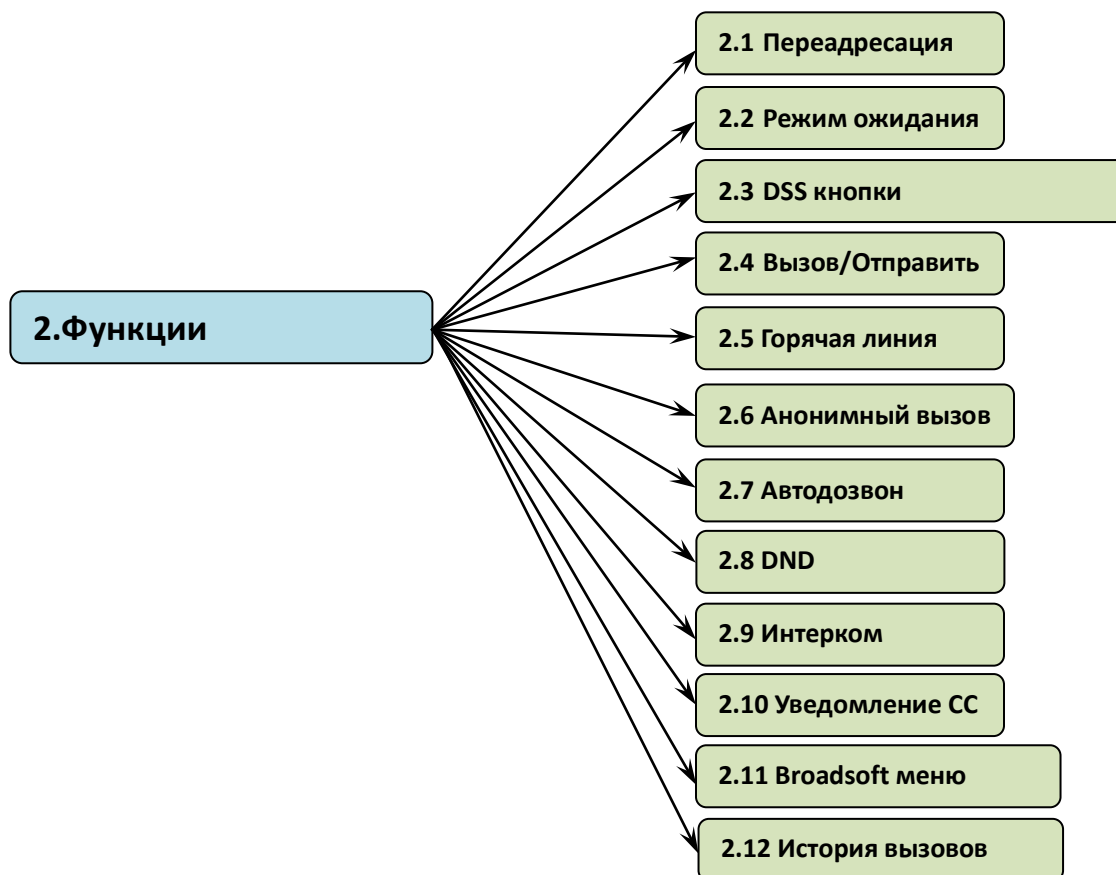 2.1 Переадресация
2.2 Режим ожидания
2.3 DSS кнопки
2.4 Вызов/Отправить
2.Функции
2.5 Горячая линия
2.6 Анонимный вызов
2.7 Автодозвон
2.8 DND
2.9 Интерком
2.10 Уведомление СС
2.11 Broadsoft меню
2.12 История вызовов